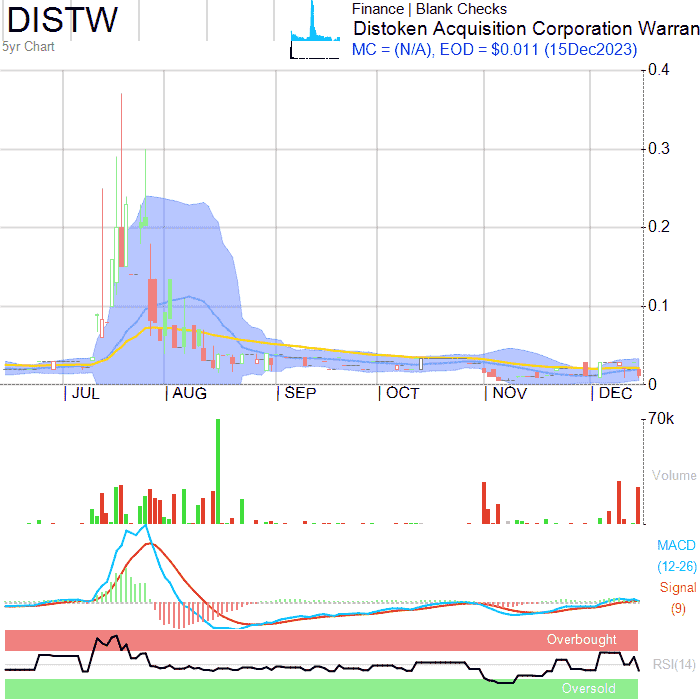 DISTW
Finance | Blank Checks
Distoken Acquisition Corporation Warran
5yr Chart
MC = (N/A), EOD = $0.011 (15Dec2023)
0.4
0.3
0.2
0.1
0
JUL AUG SEP OCT NOV DEC
70k
Volume
MACD
(12-26)
Signal
(9)
Overbought
RSI(14)
Oversold